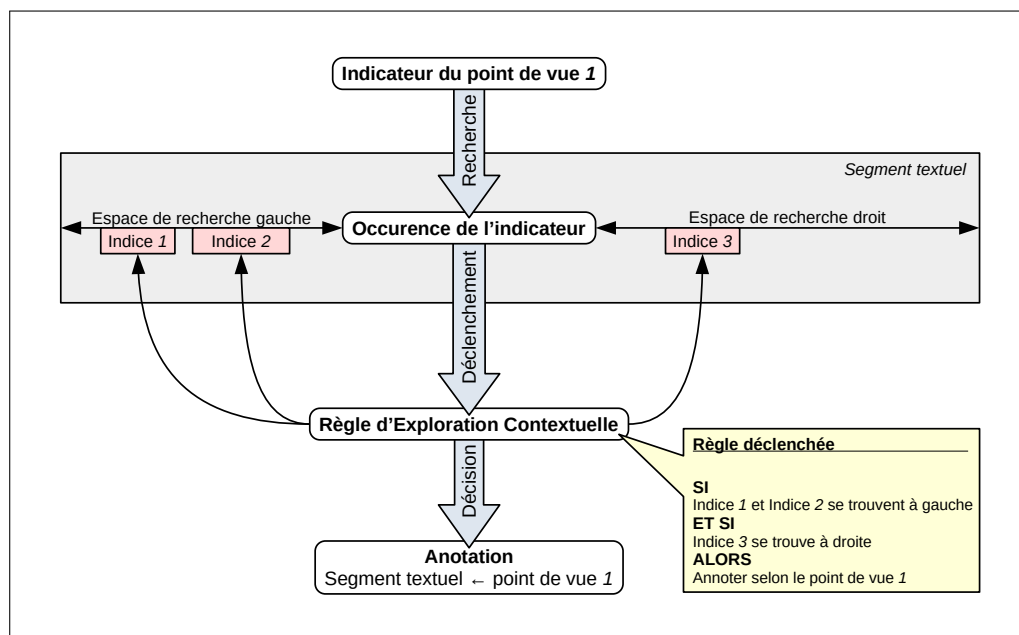 Indicateur du point de vue 1
Recherche
Segment textuel
Espace de recherche gauche
Occurence de l’indicateur
Espace de recherche droit
Indice 1
Indice 2
Indice 3
Déclenchement
Règle d’Exploration Contextuelle
Règle déclenchée
SI
Indice 1 et Indice 2 se trouvent à gauche
ET SI
Indice 3 se trouve à droite
ALORS
Annoter selon le point de vue 1
Décision
Anotation
Segment textuel ← point de vue 1